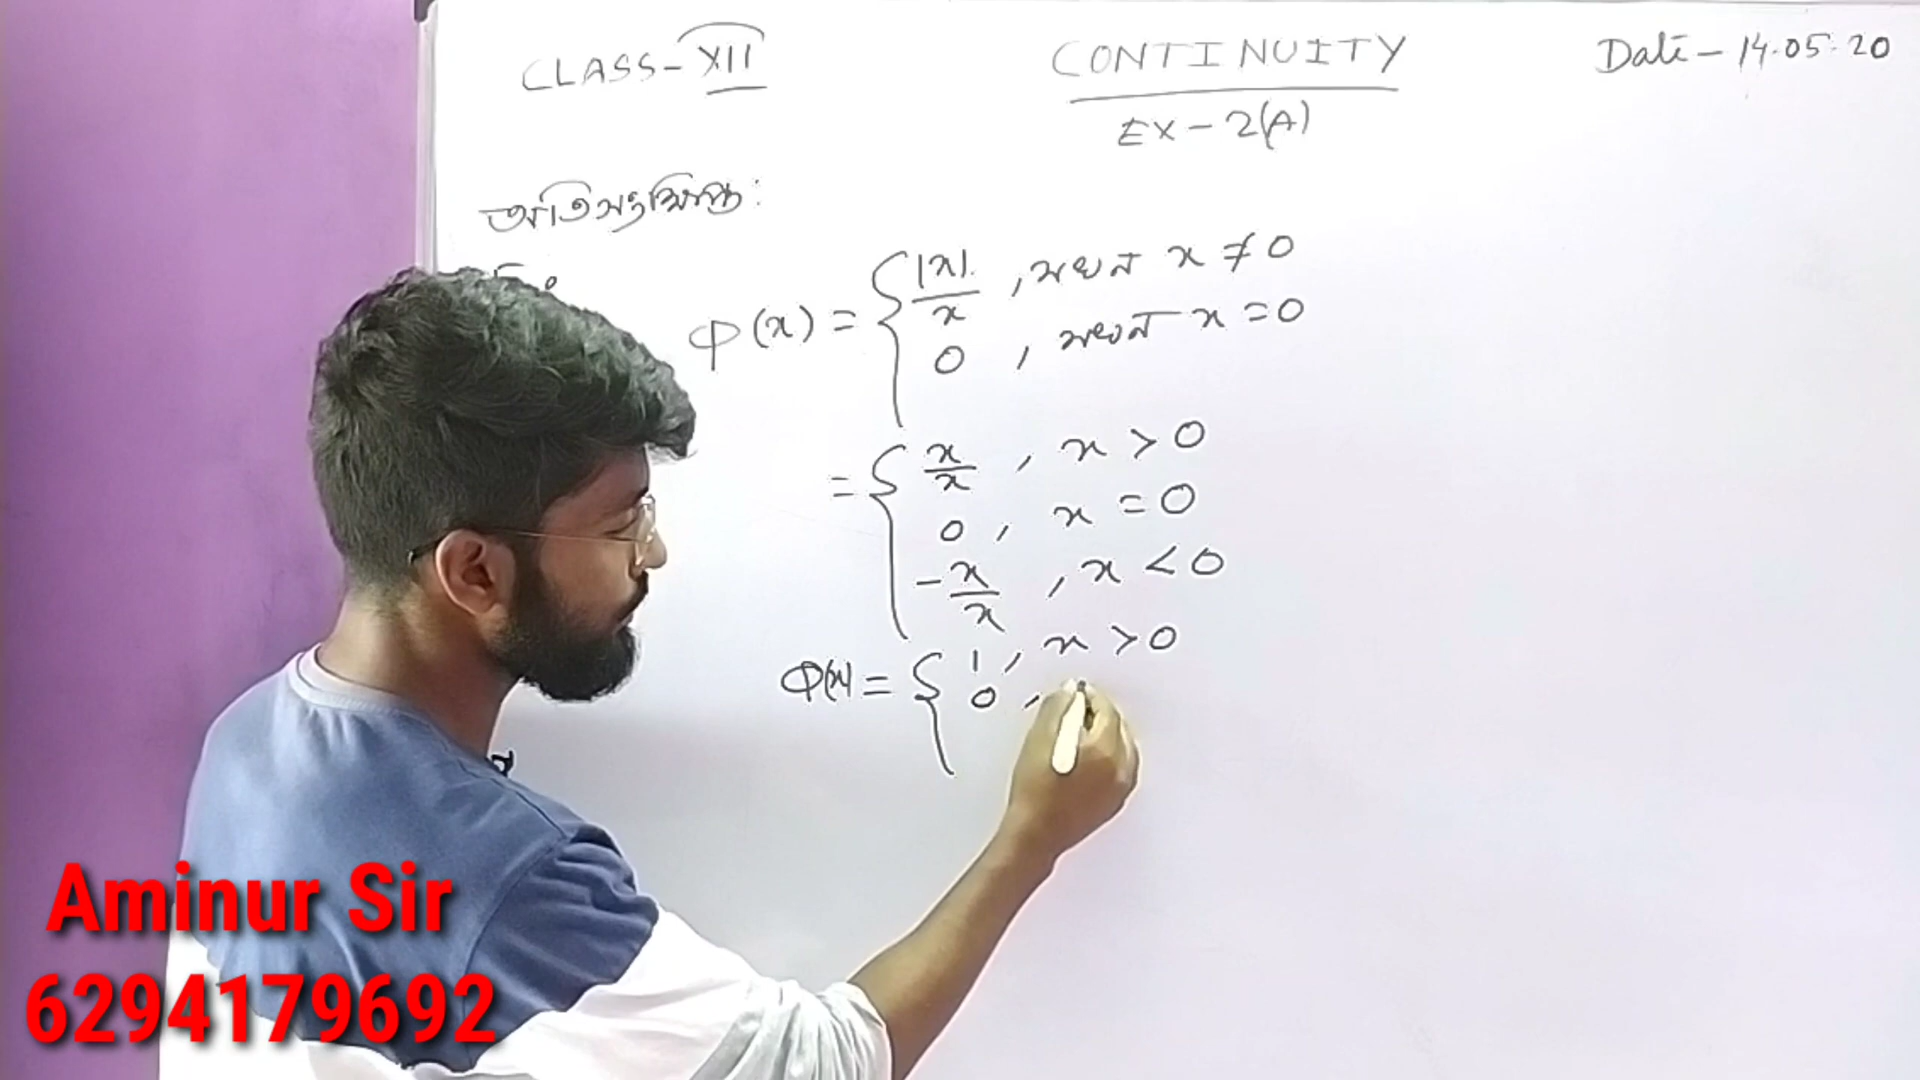 CLASS-XII
CONTINUITY
EX-2(A)
Date-14.05.20
অতিসংক্ষিপ্ত:
φ(x) = { |x|/x , যখন x ≠ 0
0 , যখন x = 0
= { x/x , x > 0
0 , x = 0
-x/x , x < 0
φ(x) = { 1 , x > 0
0 ,
Aminur Sir
6294179692